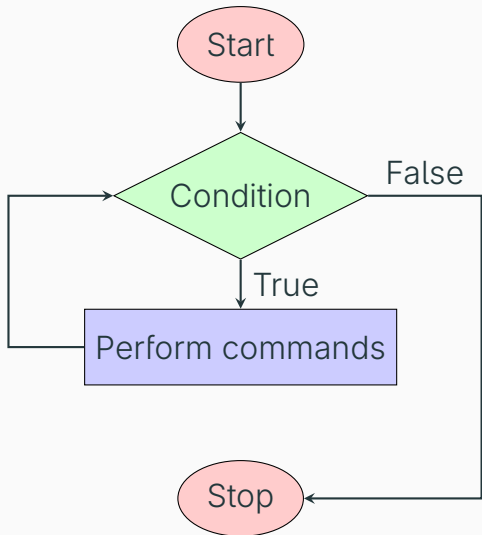 Start
Condition
False
True
Perform commands
Stop